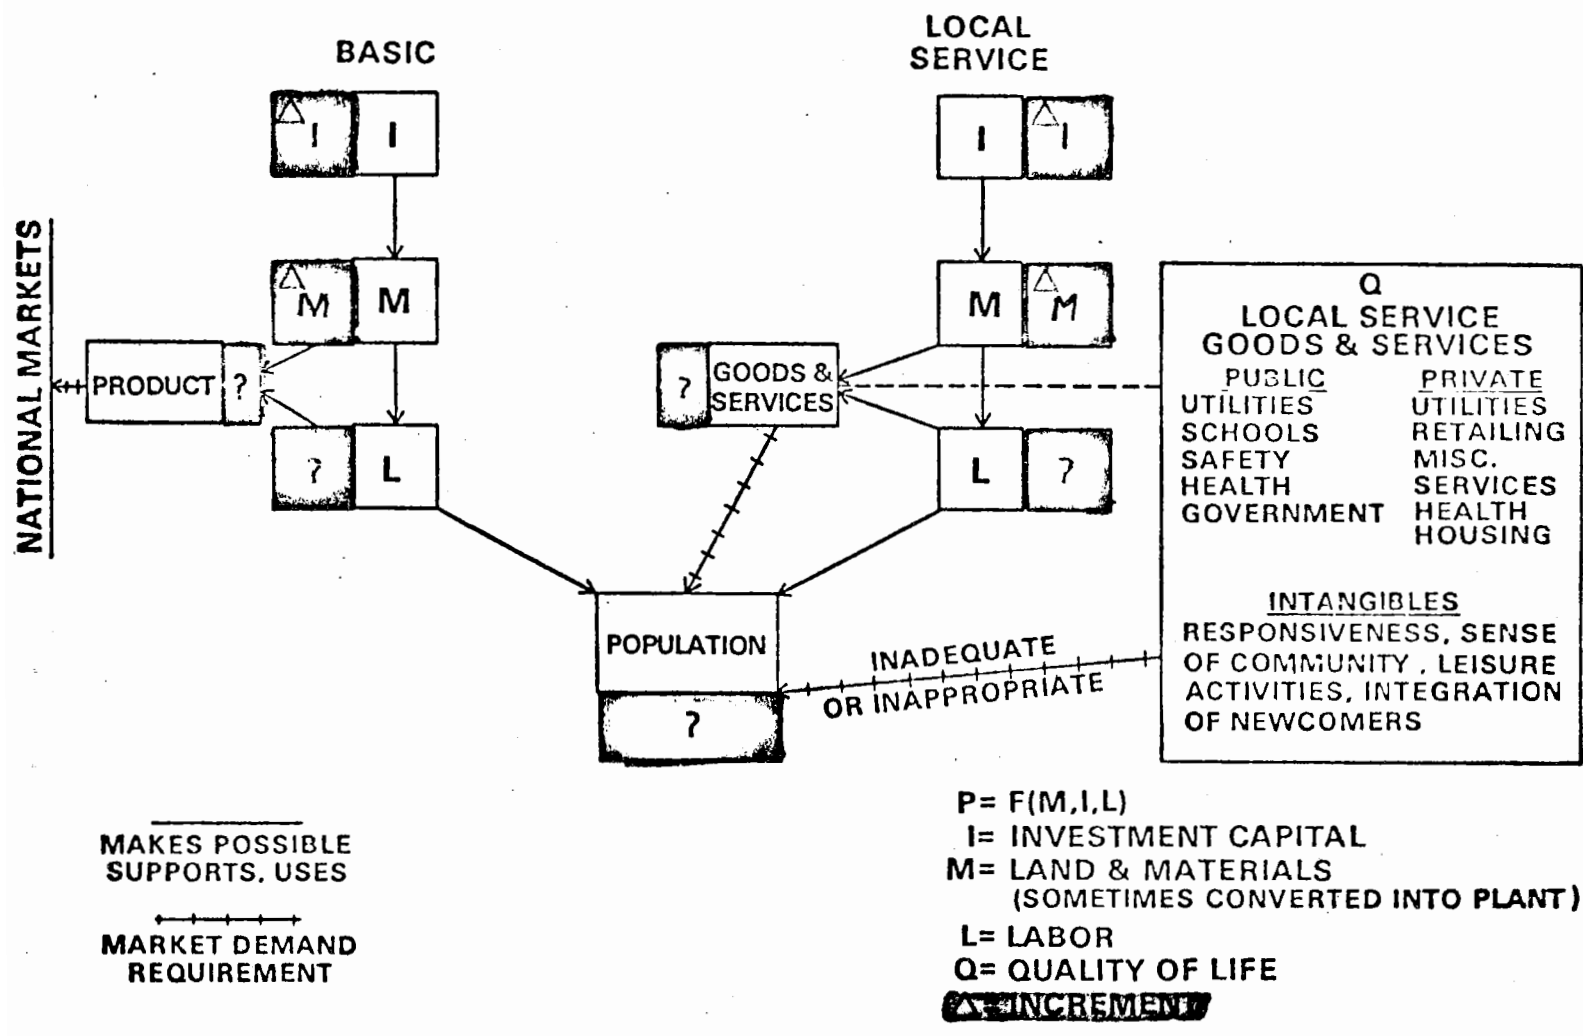 BASIC
LOCAL
SERVICE
△ I
I
I
△ I
NATIONAL MARKETS
△ M
M
M
△ M
PRODUCT
?
?
GOODS &
SERVICES
?
L
L
?
POPULATION
?
INADEQUATE
OR INAPPROPRIATE
Q
LOCAL SERVICE
GOODS & SERVICES
PUBLIC
UTILITIES
SCHOOLS
SAFETY
HEALTH
GOVERNMENT
PRIVATE
UTILITIES
RETAILING
MISC.
SERVICES
HEALTH
HOUSING
INTANGIBLES
RESPONSIVENESS, SENSE
OF COMMUNITY, LEISURE
ACTIVITIES, INTEGRATION
OF NEWCOMERS
MAKES POSSIBLE
SUPPORTS, USES
MARKET DEMAND
REQUIREMENT
P= F(M,I,L)
I= INVESTMENT CAPITAL
M= LAND & MATERIALS
(SOMETIMES CONVERTED INTO PLANT)
L= LABOR
Q= QUALITY OF LIFE
△=INCREMENT